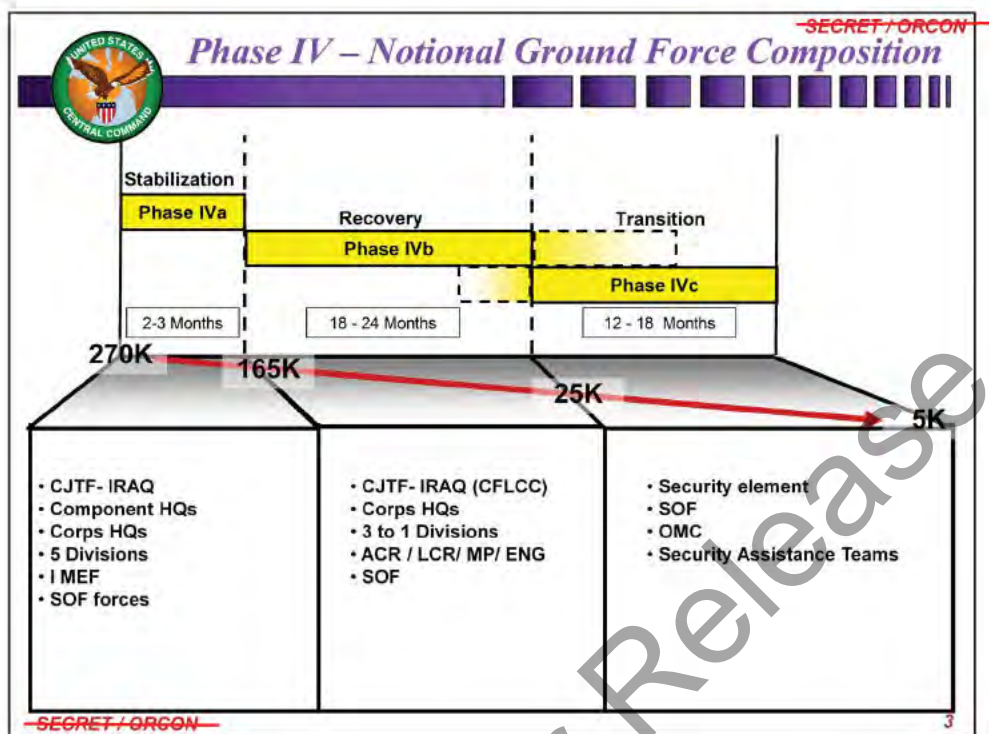 SECRET / ORCON
Phase IV – Notional Ground Force Composition
UNITED STATES
CENTRAL COMMAND
Stabilization
Phase IVa
Recovery
Phase IVb
Transition
Phase IVc
2-3 Months
18 - 24 Months
12 - 18 Months
270K
165K
25K
5K
• CJTF- IRAQ
• Component HQs
• Corps HQs
• 5 Divisions
• I MEF
• SOF forces
• CJTF- IRAQ (CFLCC)
• Corps HQs
• 3 to 1 Divisions
• ACR / LCR/ MP/ ENG
• SOF
• Security element
• SOF
• OMC
• Security Assistance Teams
Release
SECRET / ORCON
3